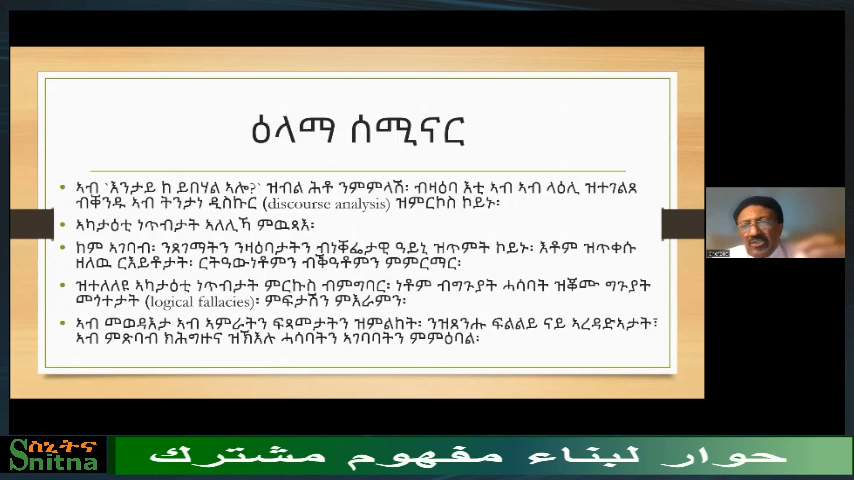 ዕላማ ሰሚናር
ኣብ `እንታይ ከ ይበሃል ኣሎ?` ዝብል ሕቶ ንምምላሽ፡ ብዛዕባ እቲ ኣብ ኣብ ላዕሊ ዝተገልጸ
ብቐንዱ ኣብ ትንታነ ዲስኩር (discourse analysis) ዝምርኮስ ኮይኑ፡
ኣካታዕቲ ነጥብታት ኣለሊኻ ምውጻእ፡
ከም ኣገባብ፡ ንጸገማትን ንዛዕባታትን ብነቐፌታዊ ዓይኒ ዝጥምት ኮይኑ፡ እቶም ዝጥቀሱ
ዘለዉ ርእይቶታት፡ ርትዓውነቶምን ብቕዓቶምን ምምርማር፡
ዝተለለዩ ኣካታዕቲ ነጥብታት ምርኩስ ብምግባር፡ ነቶም ብግጉያት ሓሳባት ዝቖሙ ግጉያት
መጎተታት (logical fallacies)፡ ምፍታሽን ምእራምን፡
ኣብ መወዳእታ ኣብ ኣምራትን ፍጻመታትን ዝምልከት፡ ንዝጸንሑ ፍልልይ ናይ ኣረዳድኣታት፣
ኣብ ምጽባብ ክሕግዙና ዝኽእሉ ሓሳባትን ኣገባባትን ምምዕባል፡
ስኒትና
Snitna
حوار لبناء مفهوم مشترك